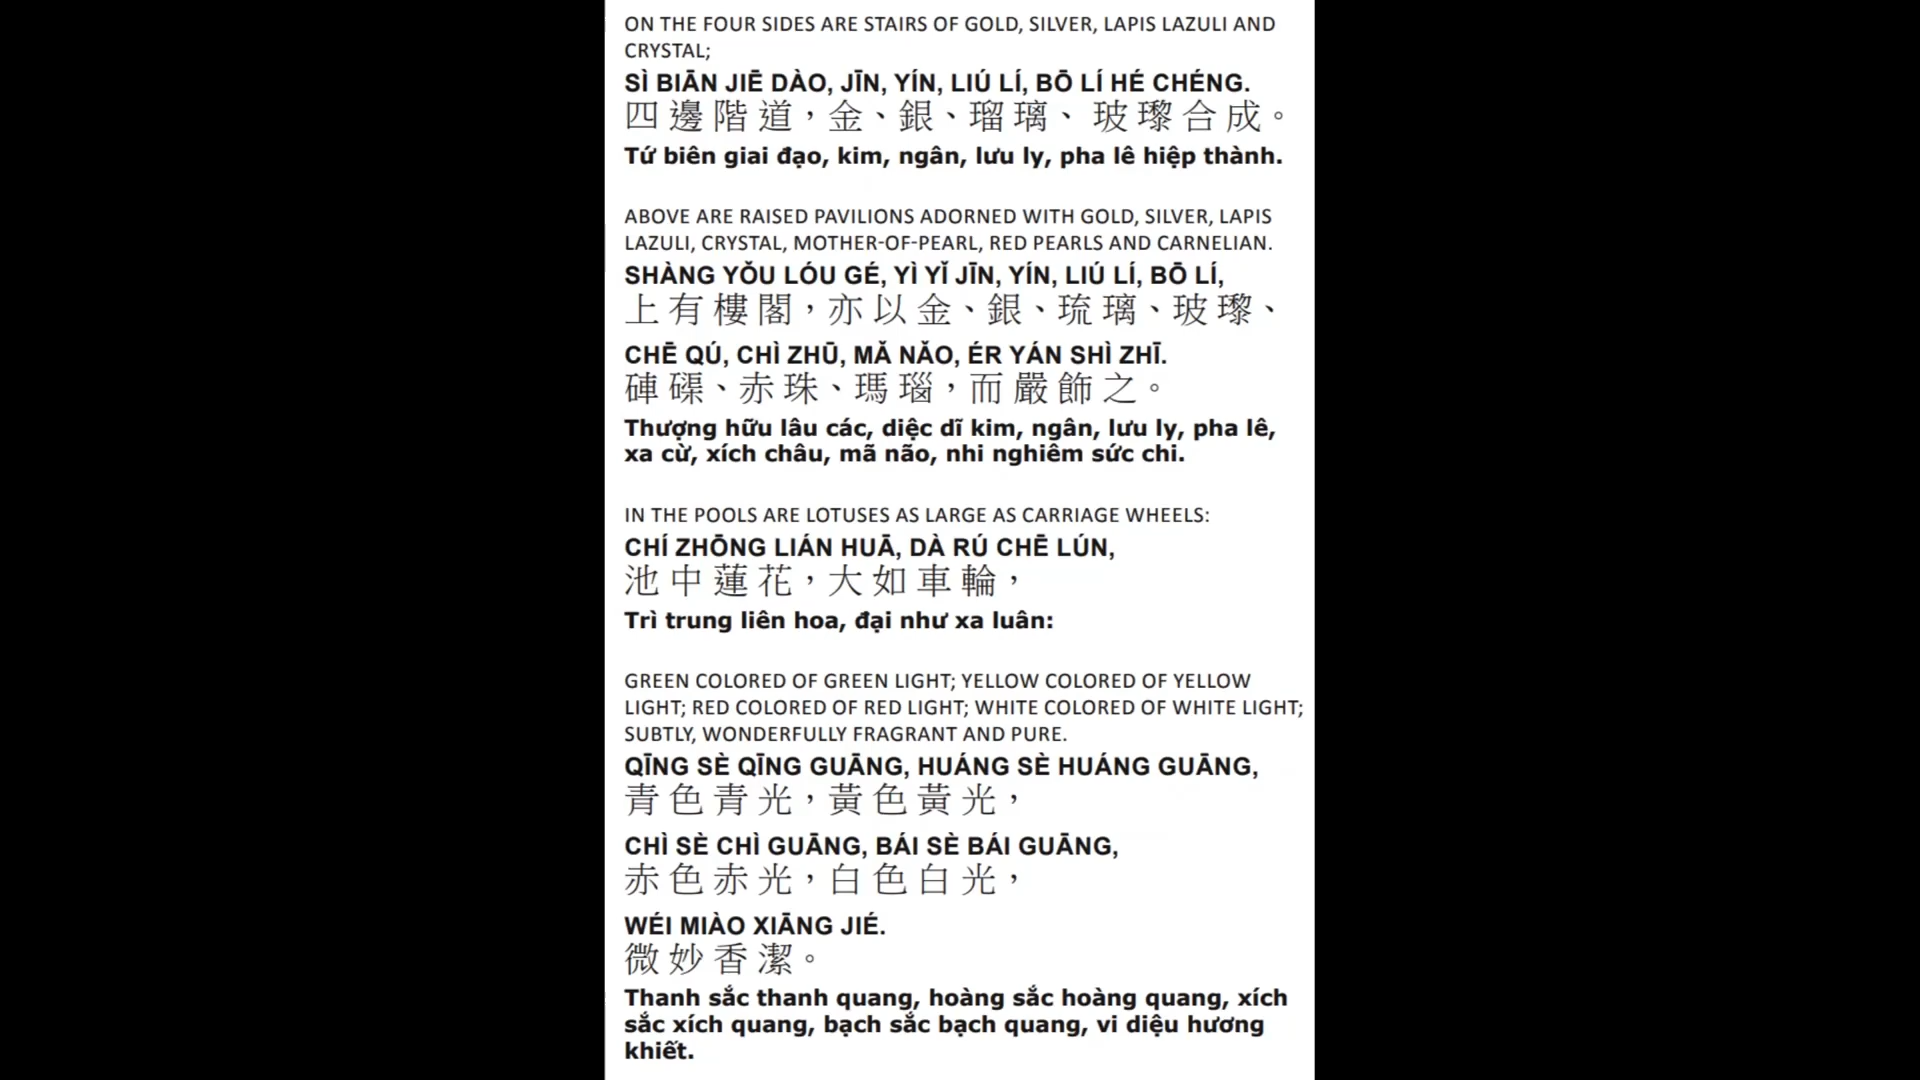 ON THE FOUR SIDES ARE STAIRS OF GOLD, SILVER, LAPIS LAZULI AND
CRYSTAL;
SÌ BIĀN JIĒ DÀO, JĪN, YÍN, LIÚ LÍ, BŌ LÍ HÉ CHÉNG.
四邊階道，金、銀、瑠璃、玻瓈合成。
Tứ biên giai đạo, kim, ngân, lưu ly, pha lê hiệp thành.
ABOVE ARE RAISED PAVILIONS ADORNED WITH GOLD, SILVER, LAPIS
LAZULI, CRYSTAL, MOTHER-OF-PEARL, RED PEARLS AND CARNELIAN.
SHÀNG YǑU LÓU GÉ, YÌ YǏ JĪN, YÍN, LIÚ LÍ, BŌ LÍ,
上有樓閣，亦以金、銀、琉璃、玻瓈、
CHĒ QÚ, CHÌ ZHŪ, MǍ NǍO, ÉR YÁN SHÌ ZHĪ.
硨磲、赤珠、瑪瑙，而嚴飾之。
Thượng hữu lâu các, diệc dĩ kim, ngân, lưu ly, pha lê,
xa cừ, xích châu, mã não, nhi nghiêm sức chi.
IN THE POOLS ARE LOTUSES AS LARGE AS CARRIAGE WHEELS:
CHÍ ZHŌNG LIÁN HUĀ, DÀ RÚ CHĒ LÚN,
池中蓮花，大如車輪，
Trì trung liên hoa, đại như xa luân:
GREEN COLORED OF GREEN LIGHT; YELLOW COLORED OF YELLOW
LIGHT; RED COLORED OF RED LIGHT; WHITE COLORED OF WHITE LIGHT;
SUBTLY, WONDERFULLY FRAGRANT AND PURE.
QĪNG SÈ QĪNG GUĀNG, HUÁNG SÈ HUÁNG GUĀNG,
青色青光，黃色黃光，
CHÌ SÈ CHÌ GUĀNG, BÁI SÈ BÁI GUĀNG,
赤色赤光，白色白光，
WÉI MIÀO XIĀNG JIÉ.
微妙香潔。
Thanh sắc thanh quang, hoàng sắc hoàng quang, xích
sắc xích quang, bạch sắc bạch quang, vi diệu hương
khiết.